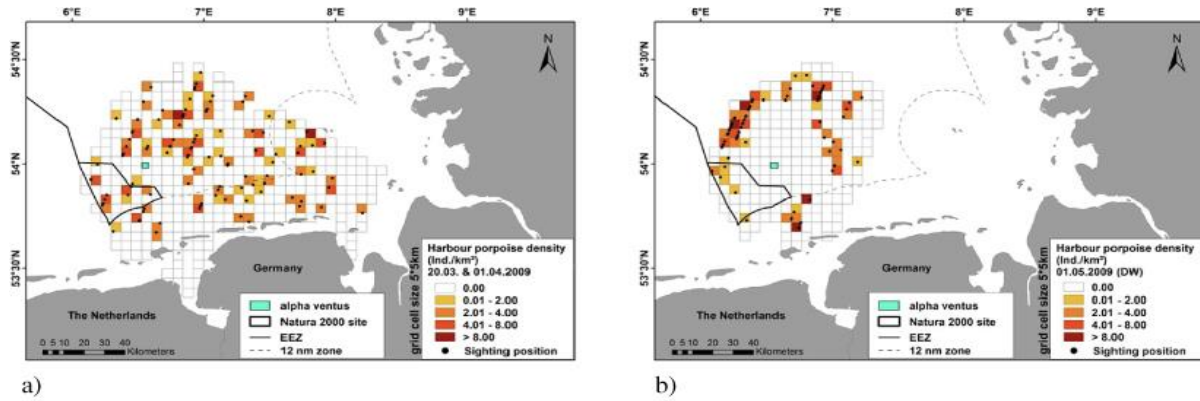 6°E 7°E 8°E 9°E
54°30'N
54°N
53°30'N
N
Germany
The Netherlands
0 5 10 20 30 40
Kilometers
alpha ventus
Natura 2000 site
EEZ
12 nm zone
grid cell size 5*5km
Harbour porpoise density
(Ind./km²)
20.03. & 01.04.2009
0.00
0.01 - 2.00
2.01 - 4.00
4.01 - 8.00
> 8.00
Sighting position
a)
6°E 7°E 8°E 9°E
54°30'N
54°N
53°30'N
N
Germany
The Netherlands
0 5 10 20 30 40
Kilometers
alpha ventus
Natura 2000 site
EEZ
12 nm zone
grid cell size 5*5km
Harbour porpoise density
(Ind./km²)
01.05.2009 (DW)
0.00
0.01 - 2.00
2.01 - 4.00
4.01 - 8.00
> 8.00
Sighting position
b)